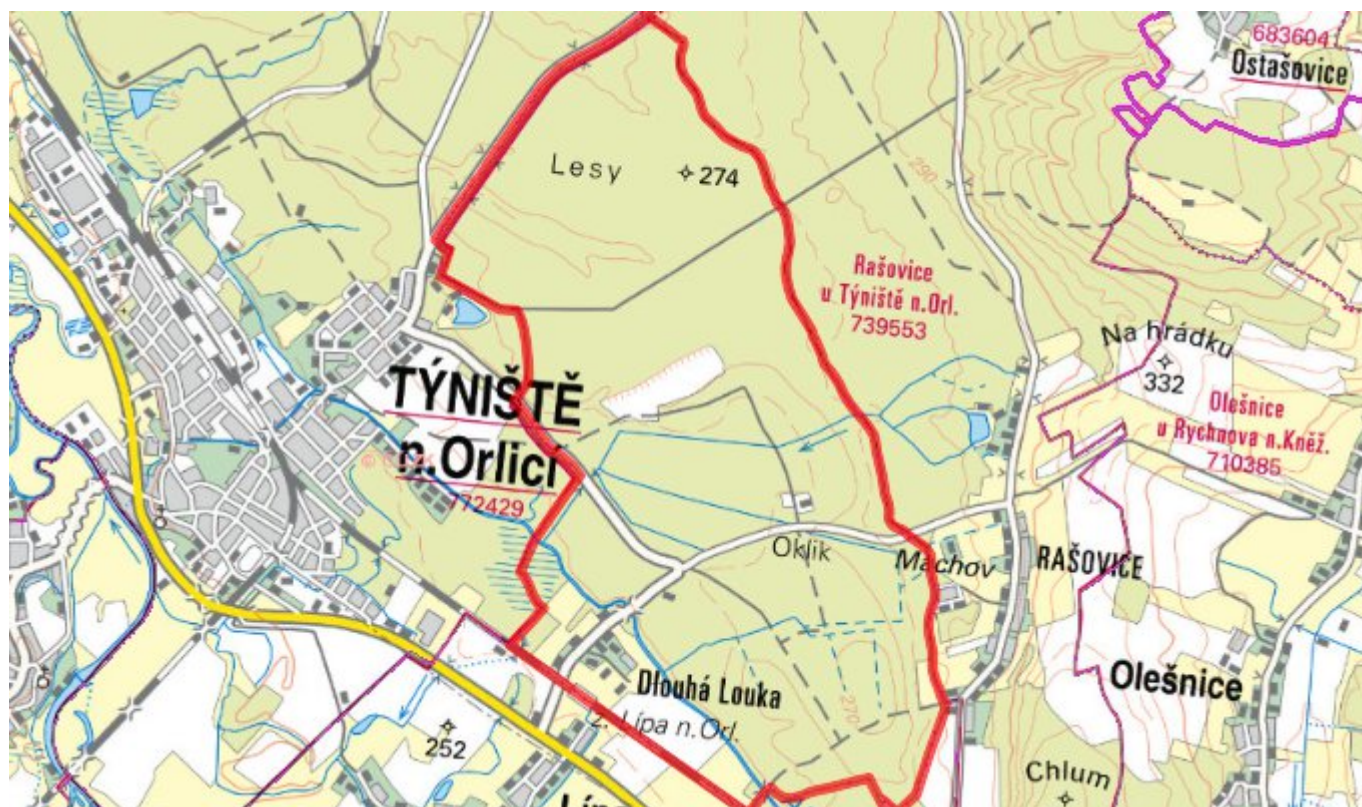 683604
Ostašovice
Lesy
274
Rašovice
u Týniště n.Orl.
739553
Na hrádku
332
TÝNIŠTĚ
n.Orlicí
772429
Olešnice
u Rychnova n.Kněž.
710385
Oklik
Machov
RAŠOVICE
Olešnice
Dlouhá Louka
Z. Lípa n.Orl.
270
290
252
Chlum